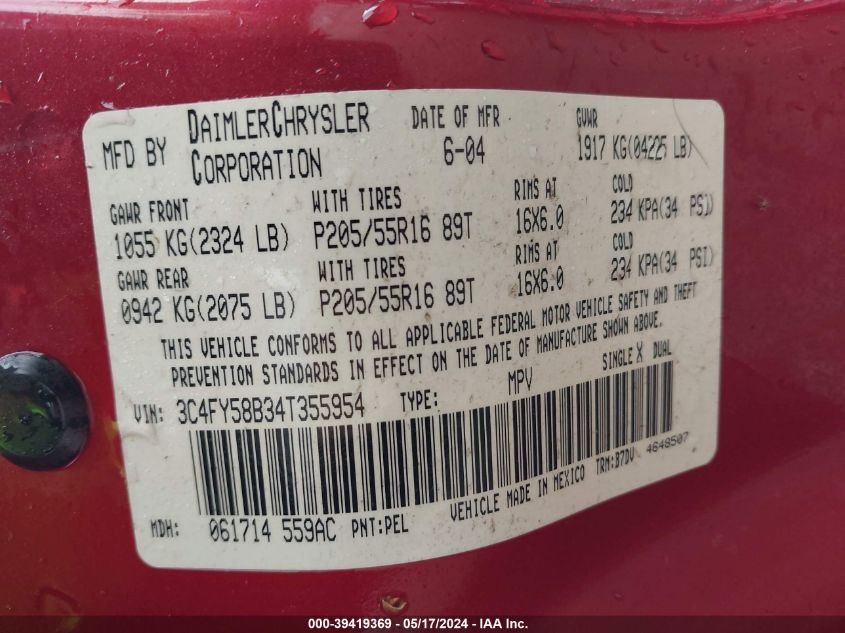 MFD BY DAIMLERCHRYSLER CORPORATION DATE OF MFR 6-04 GVWR 1917 KG(04225 LB)
GAWR FRONT WITH TIRES RIMS AT COLD
1055 KG(2324 LB) P205/55R16 89T 16X6.0 234 KPA(34 PSI)
GAWR REAR WITH TIRES RIMS AT COLD
0942 KG(2075 LB) P205/55R16 89T 16X6.0 234 KPA(34 PSI)
THIS VEHICLE CONFORMS TO ALL APPLICABLE FEDERAL MOTOR VEHICLE SAFETY AND THEFT
PREVENTION STANDARDS IN EFFECT ON THE DATE OF MANUFACTURE SHOWN ABOVE.
VIN: 3C4FY58B34T355954 TYPE: MPV SINGLE X DUAL
MDH: 061714 559AC PNT:PEL VEHICLE MADE IN MEXICO TRM:B7DV 4648507
000-39419369 - 05/17/2024 - IAA Inc.